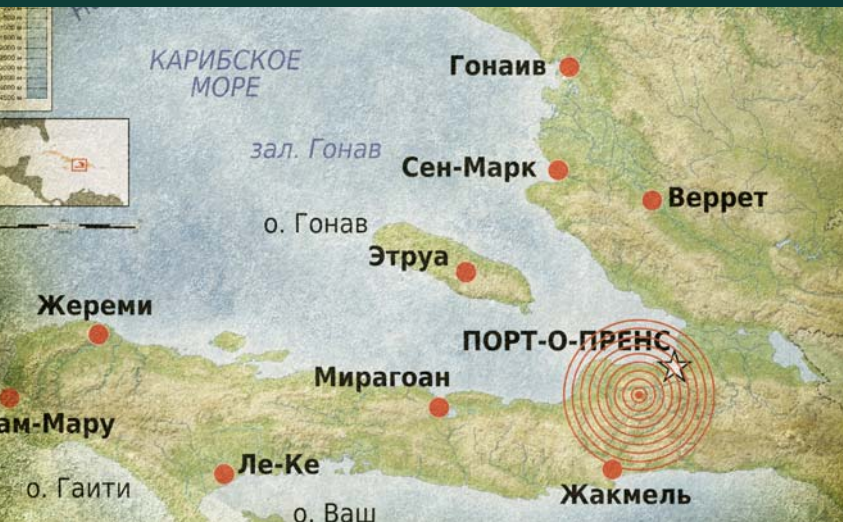 КАРИБСКОЕ
МОРЕ
Гонаив
зал. Гонав
Сен-Марк
Веррет
о. Гонав
Этруа
Жереми
ПОРТ-О-ПРЕНС
Мирагоан
ам-Мару
Ле-Ке
о. Гаити
Жакмель
о. Ваш